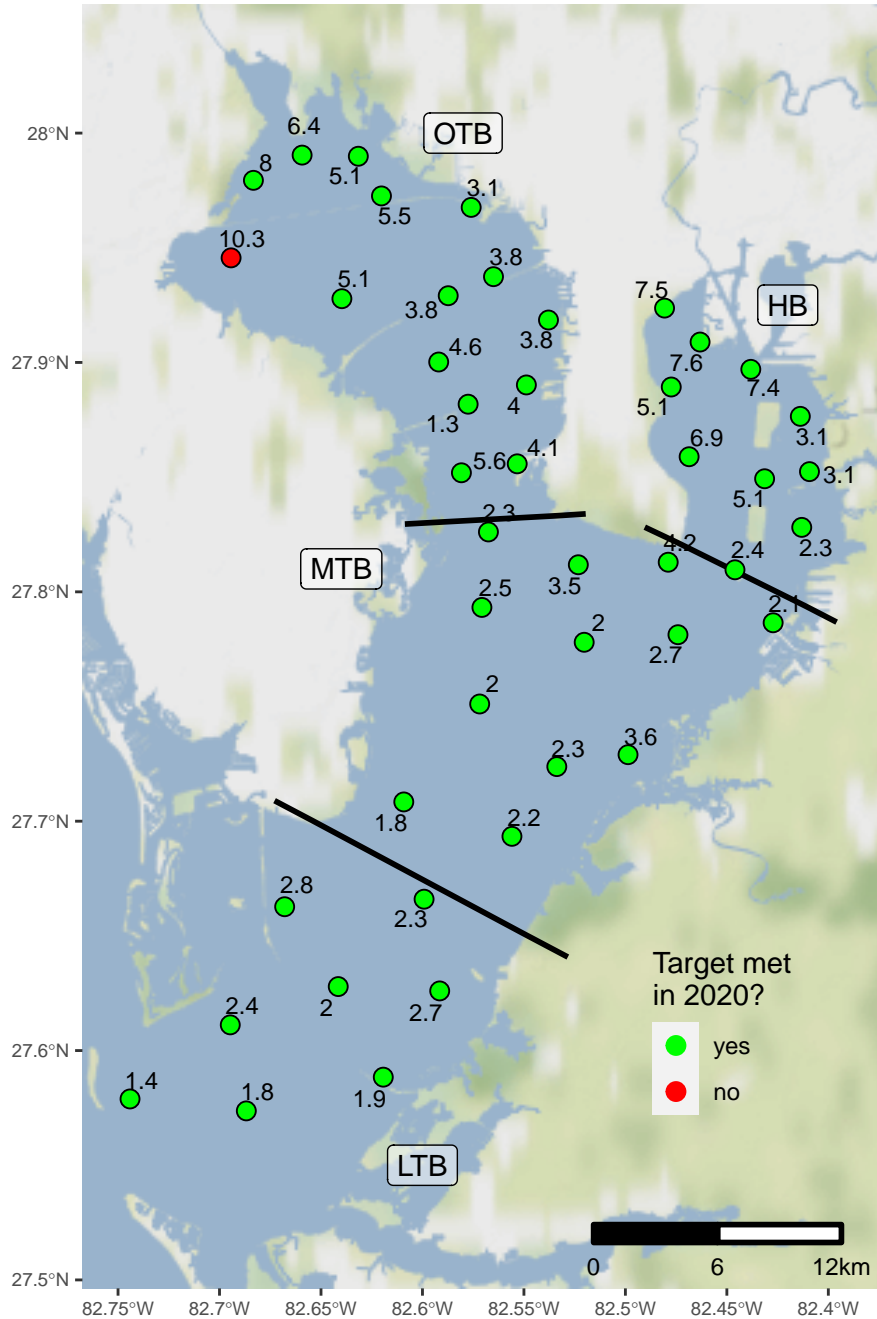 OTB
28°N
6.4
8
5.1
5.5
3.1
10.3
3.8
5.1
3.8
3.8
7.5
HB
27.9°N
4.6
7.6
7.4
4
5.1
1.3
3.1
6.9
4.1
5.6
3.1
5.1
2.3
2.3
4.2
2.4
MTB
3.5
27.8°N
2.5
2.1
2
2.7
2
2.3
3.6
27.7°N
1.8
2.2
2.8
2.3
Target met
in 2020?
yes
no
2
2.7
2.4
27.6°N
1.4
1.8
1.9
LTB
0 6 12km
27.5°N
82.75°W 82.7°W 82.65°W 82.6°W 82.55°W 82.5°W 82.45°W 82.4°W